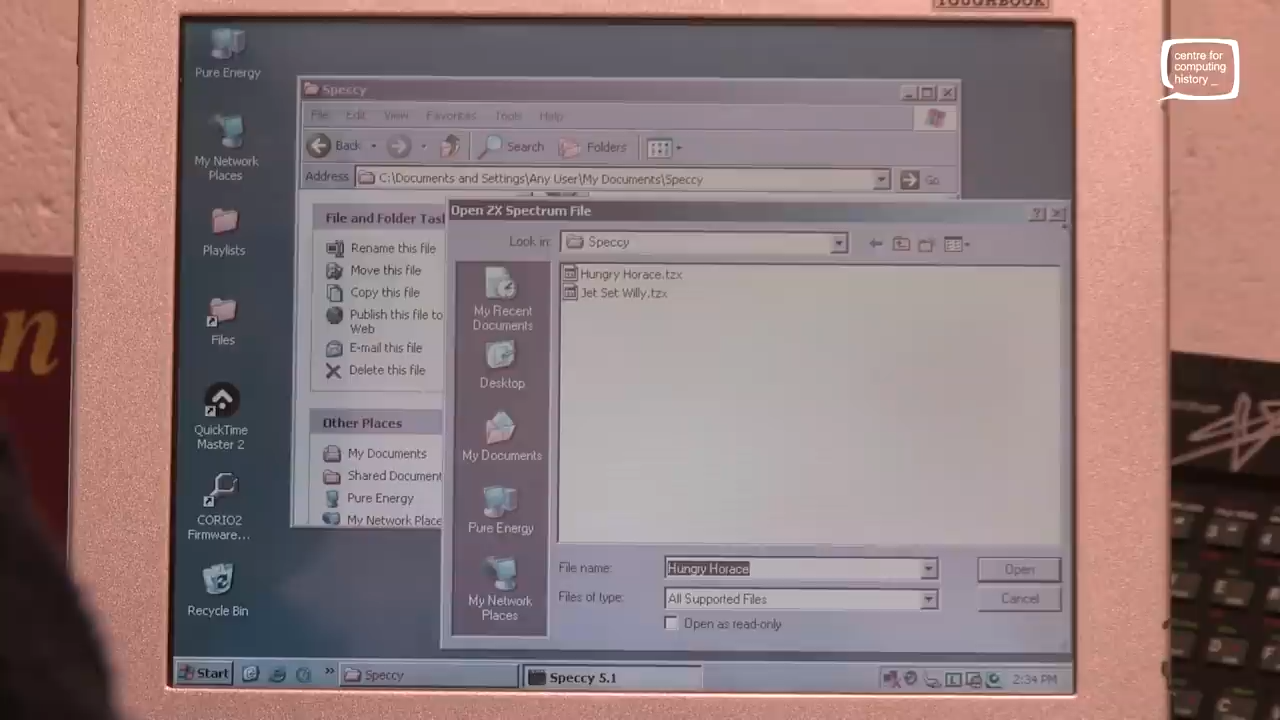 TOUGHBOOK
centre for
computing
history _
Pure Energy
My Network
Places
Playlists
Files
QuickTime
Master 2
CORIO2
Firmware...
Recycle Bin
Speccy
File Edit View Favorites Tools Help
Back
Search
Folders
Address
C:\Documents and Settings\Any User\My Documents\Speccy
Go
File and Folder Tas
Rename this file
Move this file
Copy this file
Publish this file to
Web
E-mail this file
Delete this file
Other Places
My Documents
Shared Document
Pure Energy
My Network Place
Open ZX Spectrum File
Look in:
Speccy
My Recent
Documents
Desktop
My Documents
Pure Energy
My Network
Places
Hungry Horace.tzx
Jet Set Willy.tzx
File name:
Hungry Horace
Open
Files of type:
All Supported Files
Cancel
Open as read-only
Start
Speccy
Speccy 5.1
2:34 PM
n